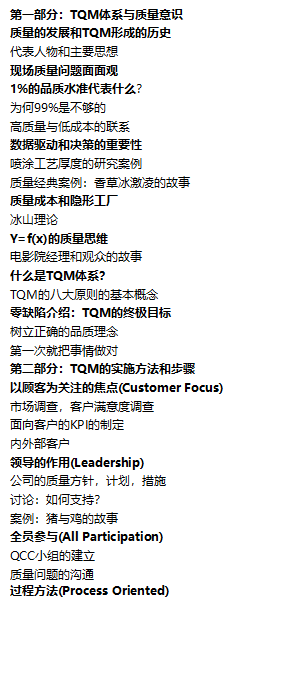 第一部分：TQM体系与质量意识
质量的发展和TQM形成的历史
代表人物和主要思想
现场质量问题面面观
1%的品质水准代表什么？
为何99%是不够的
高质量与低成本的联系
数据驱动和决策的重要性
喷涂工艺厚度的研究案例
质量经典案例：香草冰激凌的故事
质量成本和隐形工厂
冰山理论
Y=f(x)的质量思维
电影院经理和观众的故事
什么是TQM体系?
TQM的八大原则的基本概念
零缺陷介绍：TQM的终极目标
树立正确的品质理念
第一次就把事情做对
第二部分：TQM的实施方法和步骤
以顾客为关注的焦点(Customer Focus)
市场调查，客户满意度调查
面向客户的KPI的制定
内外部客户
领导的作用(Leadership)
公司的质量方针，计划，措施
讨论：如何支持？
案例：猪与鸡的故事
全员参与(All Participation)
QCC小组的建立
质量问题的沟通
过程方法(Process Oriented)